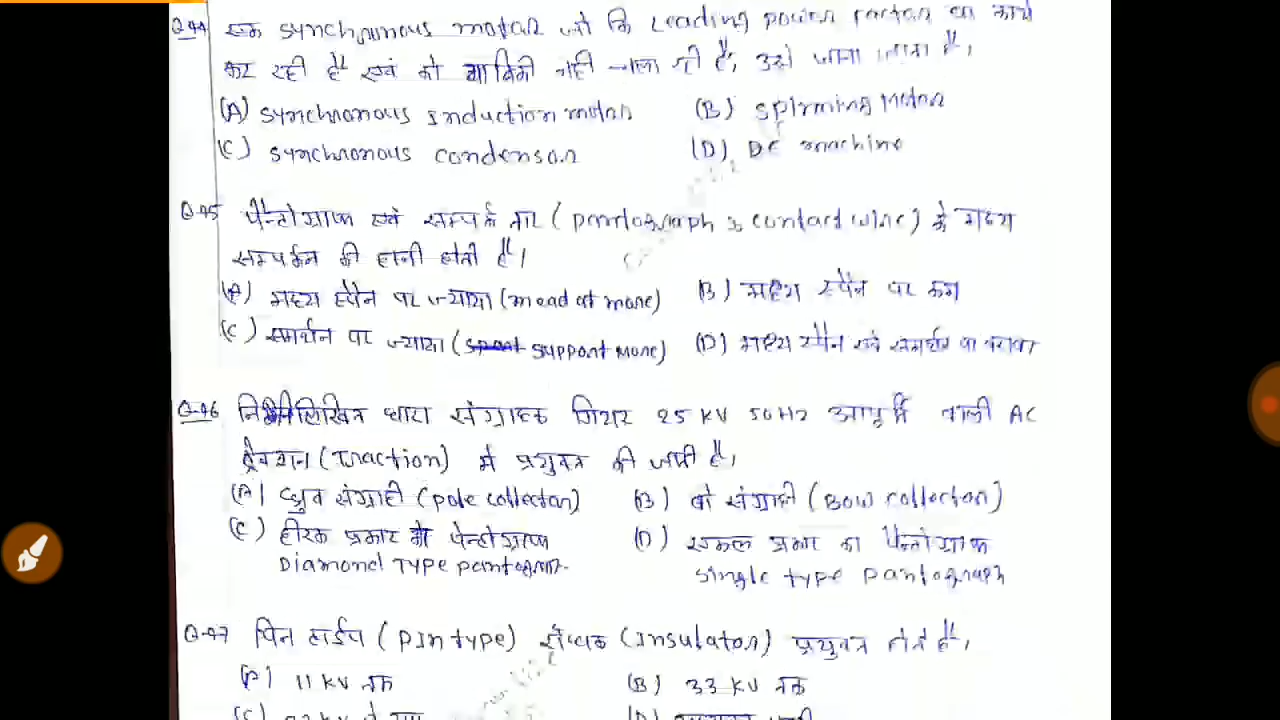 Q.44 एक synchronous motor जो कि Leading power factor पर कार्य
कर रही है एवं जो यांत्रिकी नही चला रही है, उसे जाना जाता है,
(A) synchronous induction motor (B) spinning Motor
(C) synchronous condensor (D) DC machine
Q.45 पेन्टोग्राफ एवं सम्पर्क तार (pantograph & contact wire) के मध्य
सम्पर्कन की हानी होती है,
(A) मध्य स्पेन पर ज्यादा (mead at more) (B) मध्य स्पेन पर कम
(C) समर्थन पर ज्यादा (support more) (D) मध्य स्पेन एवं समर्थन पर बराबर
Q.46 निम्नलिखित धारा संग्राहक गियर 25 KV 50 Hz आपूर्ति वाली AC
ट्रेक्शन (Traction) मे प्रयुक्त की जाती है,
(A) ध्रुव संग्राही (pole collector) (B) बो संग्राही (Bow collector)
(C) हीरक प्रकार का पेन्टोग्राफ (D) एकल प्रकार का पेन्टोग्राफ
Diamond Type pantograph. single type pantograph
Q.47 पिन टाईप (pin type) रोधक (insulator) प्रयुक्त होते है,
(A) 11 KV तक (B) 33 KV तक